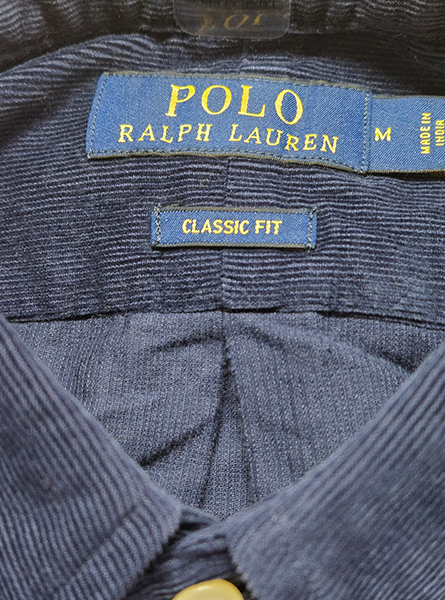 POLO
RALPH LAUREN
M
MADE IN
INDIA
CLASSIC FIT